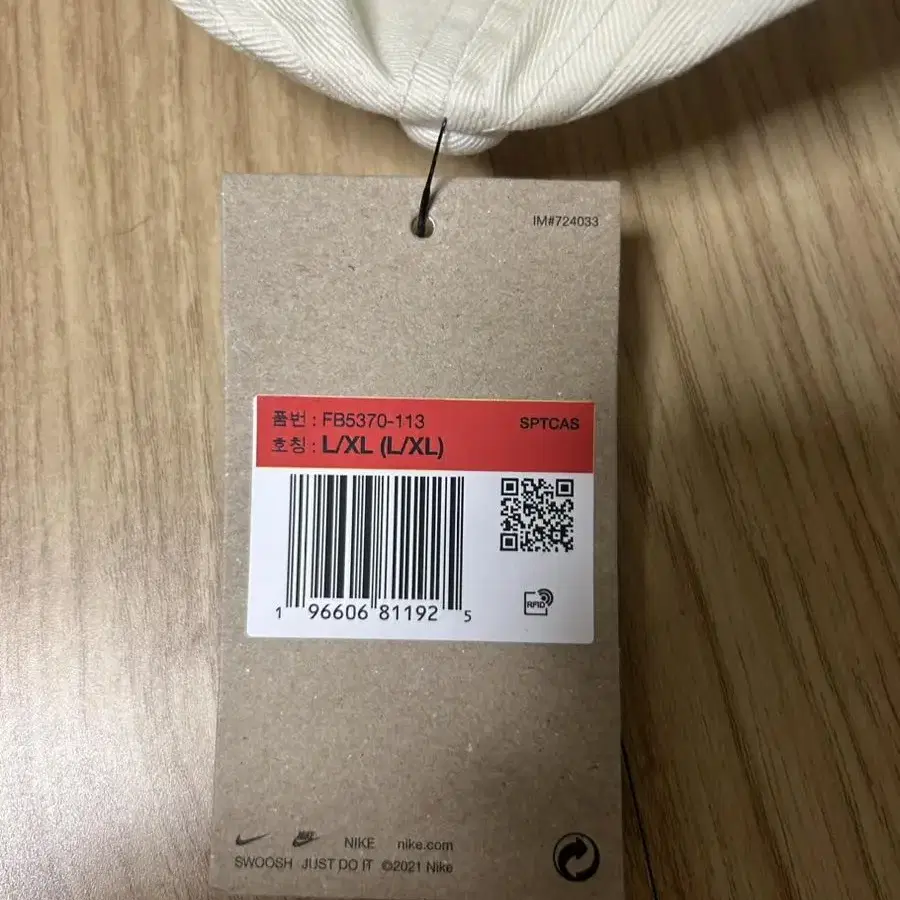 IM#724033
품번 : FB5370-113
SPTCAS
호칭 : L/XL (L/XL)
1 96606 81192 5
RFID
NIKE nike.com
SWOOSH JUST DO IT ©2021 Nike